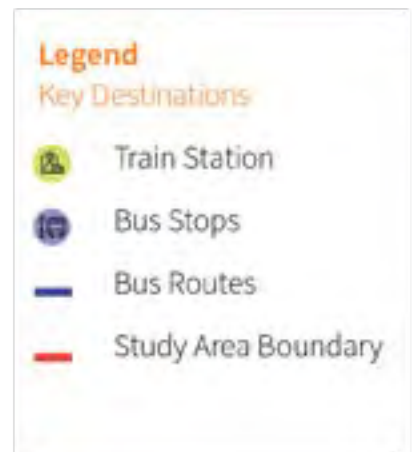 Legend
Key Destinations
Train Station
Bus Stops
Bus Routes
Study Area Boundary